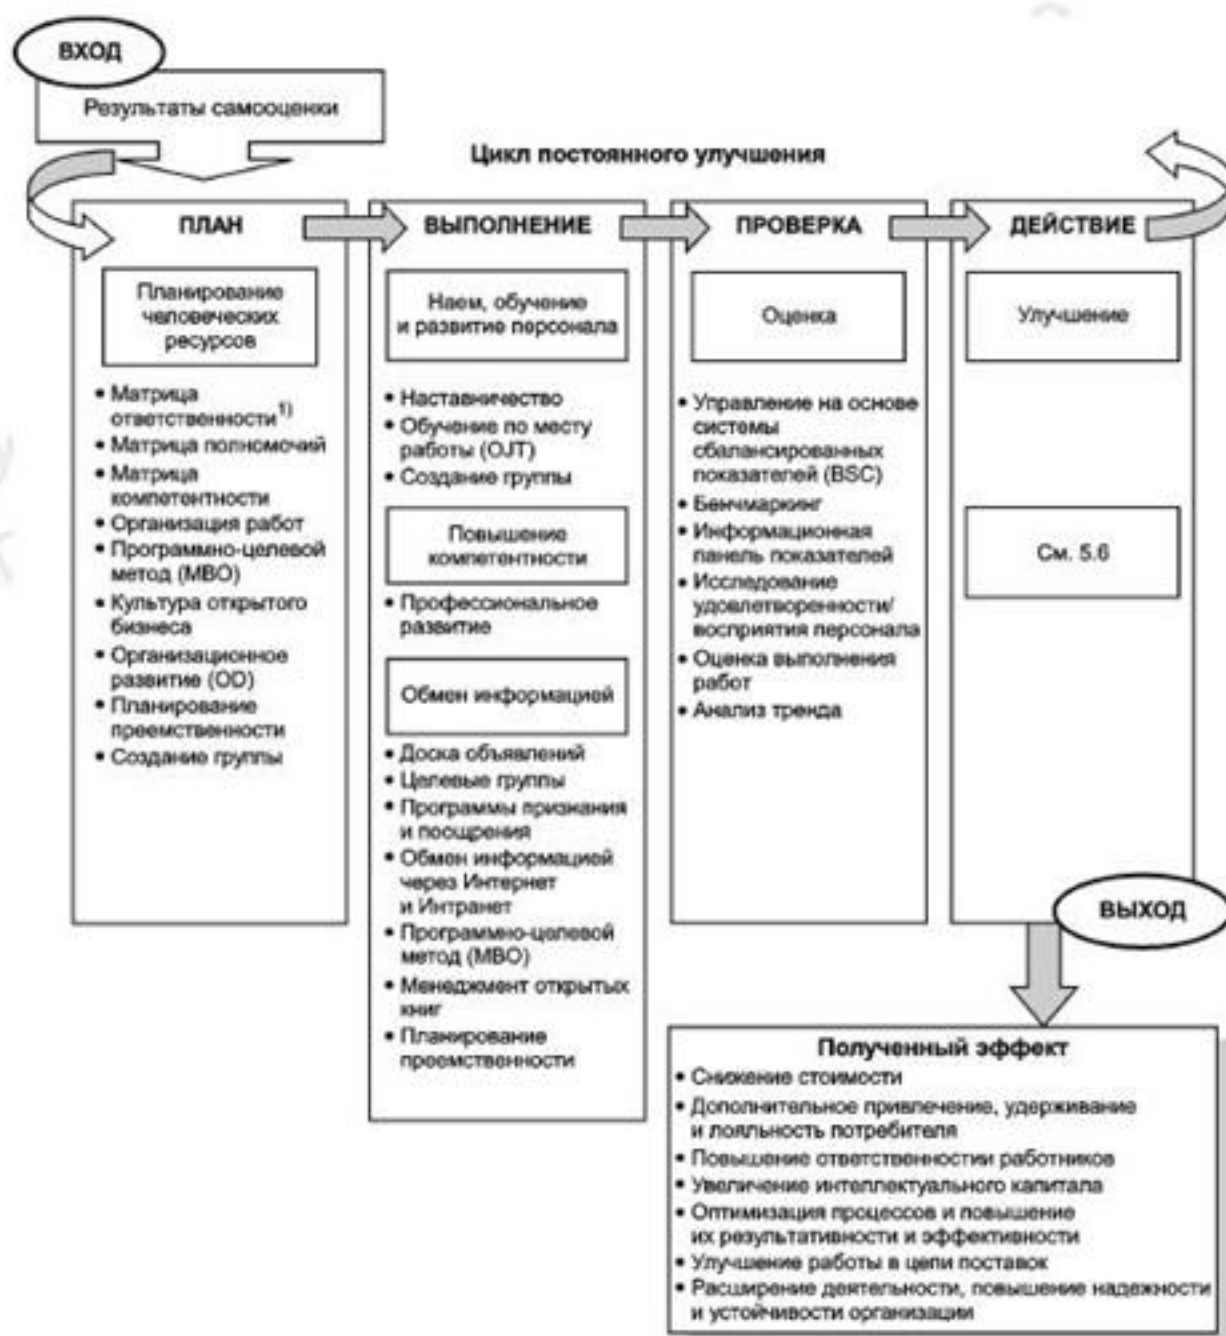 ВХОД
Результаты самооценки
Цикл постоянного улучшения
ПЛАН
Планирование
человеческих
ресурсов
• Матрица
ответственности1)
• Матрица полномочий
• Матрица
компетентности
• Организация работ
• Программно-целевой
метод (MBO)
• Культура открытого
бизнеса
• Организационное
развитие (OD)
• Планирование
преемственности
• Создание группы
ВЫПОЛНЕНИЕ
Наем, обучение
и развитие персонала
• Наставничество
• Обучение по месту
работы (OJT)
• Создание группы
Повышение
компетентности
• Профессиональное
развитие
Обмен информацией
• Доска объявлений
• Целевые группы
• Программы признания
и поощрения
• Обмен информацией
через Интернет
и Интранет
• Программно-целевой
метод (MBO)
• Менеджмент открытых
книг
• Планирование
преемственности
ПРОВЕРКА
Оценка
• Управление на основе
системы
сбалансированных
показателей (BSC)
• Бенчмаркинг
• Информационная
панель показателей
• Исследование
удовлетворенности/
восприятия персонала
• Оценка выполнения
работ
• Анализ тренда
ДЕЙСТВИЕ
Улучшение
См. 5.6
ВЫХОД
Полученный эффект
• Снижение стоимости
• Дополнительное привлечение, удерживание
и лояльность потребителя
• Повышение ответственностии работников
• Увеличение интеллектуального капитала
• Оптимизация процессов и повышение
их результативности и эффективности
• Улучшение работы в цепи поставок
• Расширение деятельности, повышение надежности
и устойчивости организации